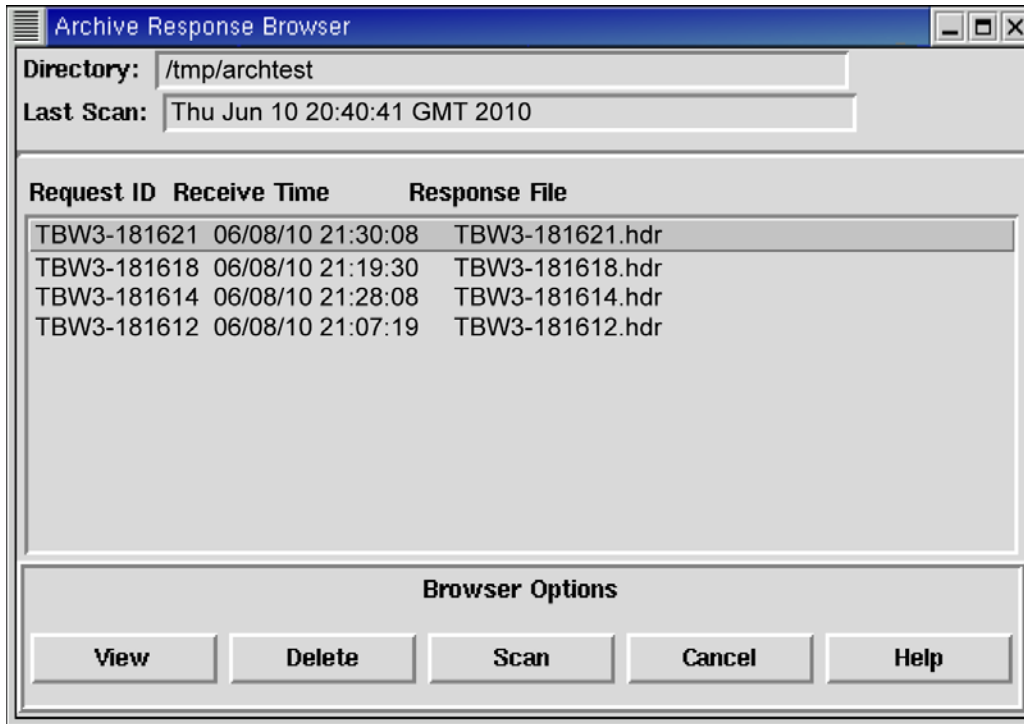 Archive Response Browser
Directory: /tmp/archtest
Last Scan: Thu Jun 10 20:40:41 GMT 2010
Request ID Receive Time Response File
TBW3-181621 06/08/10 21:30:08 TBW3-181621.hdr
TBW3-181618 06/08/10 21:19:30 TBW3-181618.hdr
TBW3-181614 06/08/10 21:28:08 TBW3-181614.hdr
TBW3-181612 06/08/10 21:07:19 TBW3-181612.hdr
Browser Options
View Delete Scan Cancel Help